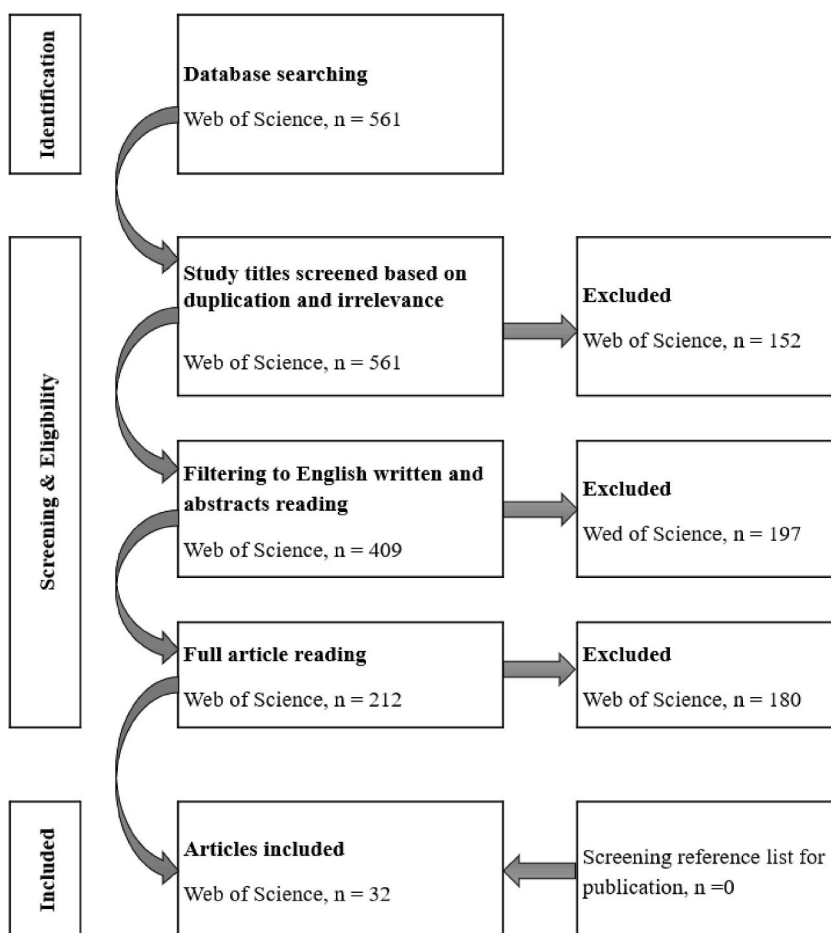 Identification
Database searching
Web of Science, n = 561
Screening & Eligibility
Study titles screened based on
duplication and irrelevance
Web of Science, n = 561
Excluded
Web of Science, n = 152
Filtering to English written and
abstracts reading
Web of Science, n = 409
Excluded
Wed of Science, n = 197
Full article reading
Web of Science, n = 212
Excluded
Web of Science, n = 180
Included
Articles included
Web of Science, n = 32
Screening reference list for
publication, n =0